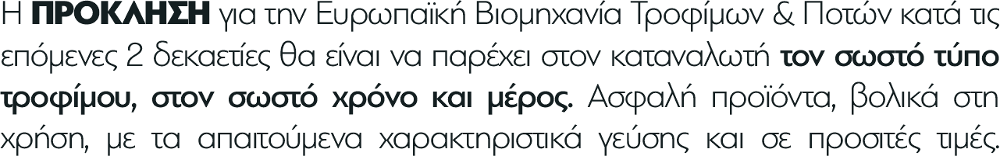 Η ΠΡΟΚΛΗΣΗ για την Ευρωπαϊκή Βιομηχανία Τροφίμων & Ποτών κατά τις
επόμενες 2 δεκαετίες θα είναι να παρέχει στον καταναλωτή τον σωστό τύπο
τροφίμου, στον σωστό χρόνο και μέρος. Ασφαλή προϊόντα, βολικά στη
χρήση, με τα απαιτούμενα χαρακτηριστικά γεύσης και σε προσιτές τιμές.